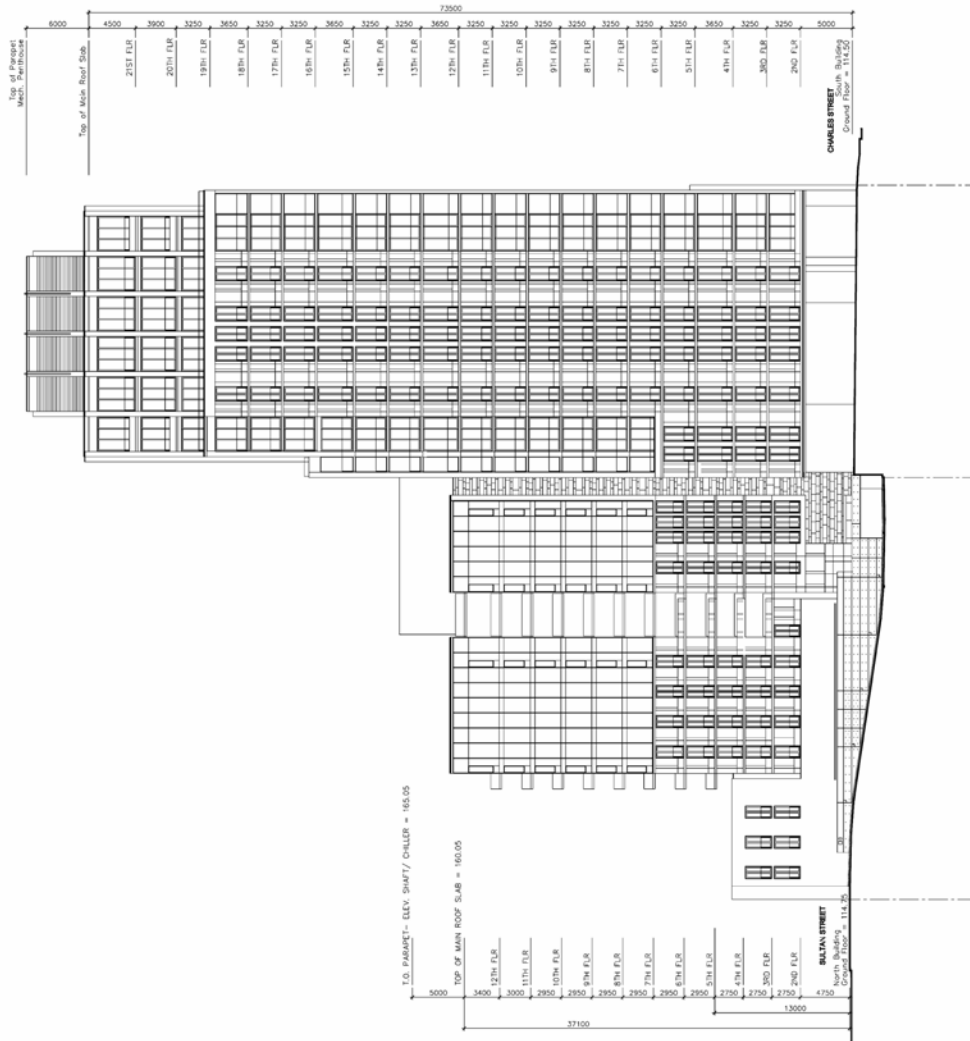 73500
6000
4500
3900
3250
3650
3250
3250
3650
3250
3250
3650
3250
3250
3250
3250
3250
3250
3250
3650
3250
3250
5000
Top of Parapet
Mech. Penthouse
Top of Main Roof Slab
21ST FLR
20TH FLR
19TH FLR
18TH FLR
17TH FLR
16TH FLR
15TH FLR
14TH FLR
13TH FLR
12TH FLR
11TH FLR
10TH FLR
9TH FLR
8TH FLR
7TH FLR
6TH FLR
5TH FLR
4TH FLR
3RD FLR
2ND FLR
CHARLES STREET
South Building
Ground Floor = 114.50
T.O. PARAPET- ELEV. SHAFT/ CHILLER = 165.05
TOP OF MAIN ROOF SLAB = 160.05
12TH FLR
11TH FLR
10TH FLR
9TH FLR
8TH FLR
7TH FLR
6TH FLR
5TH FLR
4TH FLR
3RD FLR
2ND FLR
SULTAN STREET
North Building
Ground Floor = 114.75
5000
3400
3000
2950
2950
2950
2950
2950
2950
2750
2750
2750
4750
13000
37100